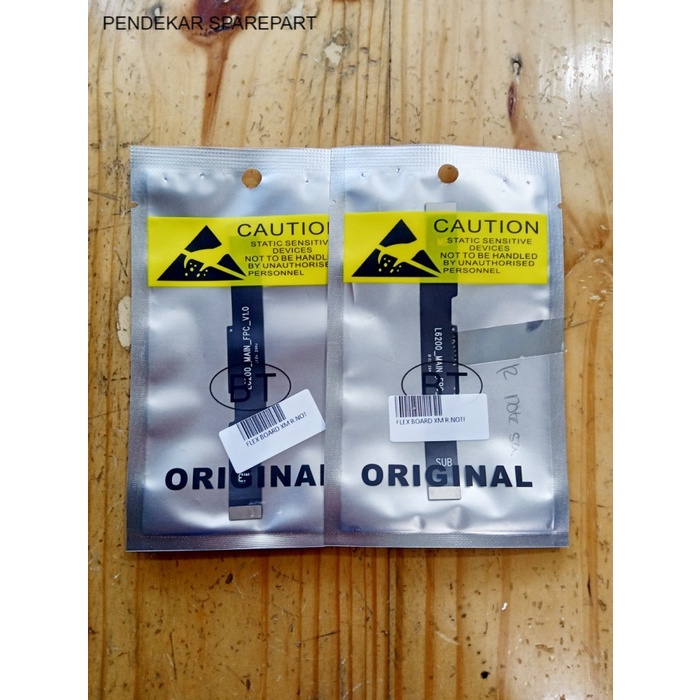 PENDEKAR SPAREPART
CAUTION
STATIC SENSITIVE
DEVICES
NOT TO BE HANDLED
BY UNAUTHORISED
PERSONNEL
L6200_MAIN_FPC_V1.0
FLEX BOARD XM R.NOT
ORIGINAL
CAUTION
STATIC SENSITIVE
DEVICES
NOT TO BE HANDLED
BY UNAUTHORISED
PERSONNEL
L6200_MAIN
FLEX BOARD XM R.NOT
SUB
ORIGINAL